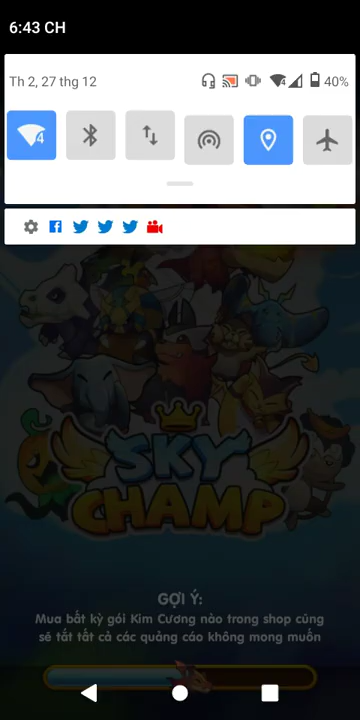 6:43 CH
Th 2, 27 thg 12
4
40%
4
SKY
CHAMP
GỢI Ý:
Mua bất kỳ gói Kim Cương nào trong shop cũng
sẽ tắt tất cả các quảng cáo không mong muốn